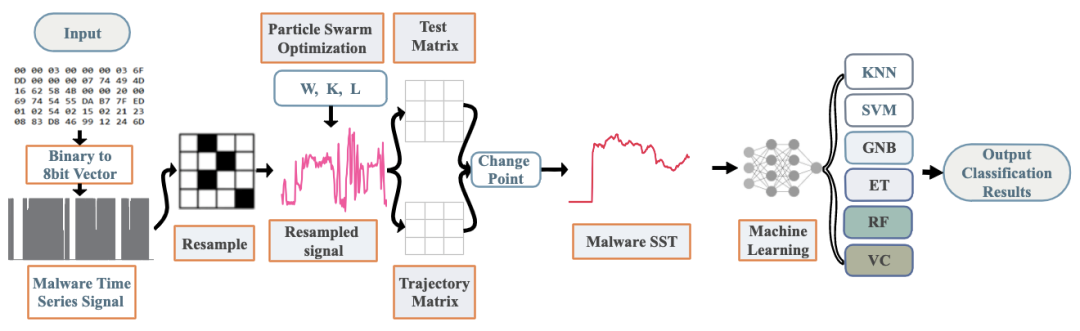 Input
00 00 03 00 00 00 03 6F
DD 00 00 00 07 74 49 4D
16 62 58 4B 00 00 20 00
69 74 54 55 DA B7 7F ED
01 02 54 02 15 02 21 23
08 83 D8 46 99 12 24 6D
Binary to
8bit Vector
Malware Time
Series Signal
Resample
Particle Swarm
Optimization
W, K, L
Resampled
signal
Test
Matrix
Trajectory
Matrix
Change
Point
Malware SST
Machine
Learning
KNN
SVM
GNB
ET
RF
VC
Output
Classification
Results